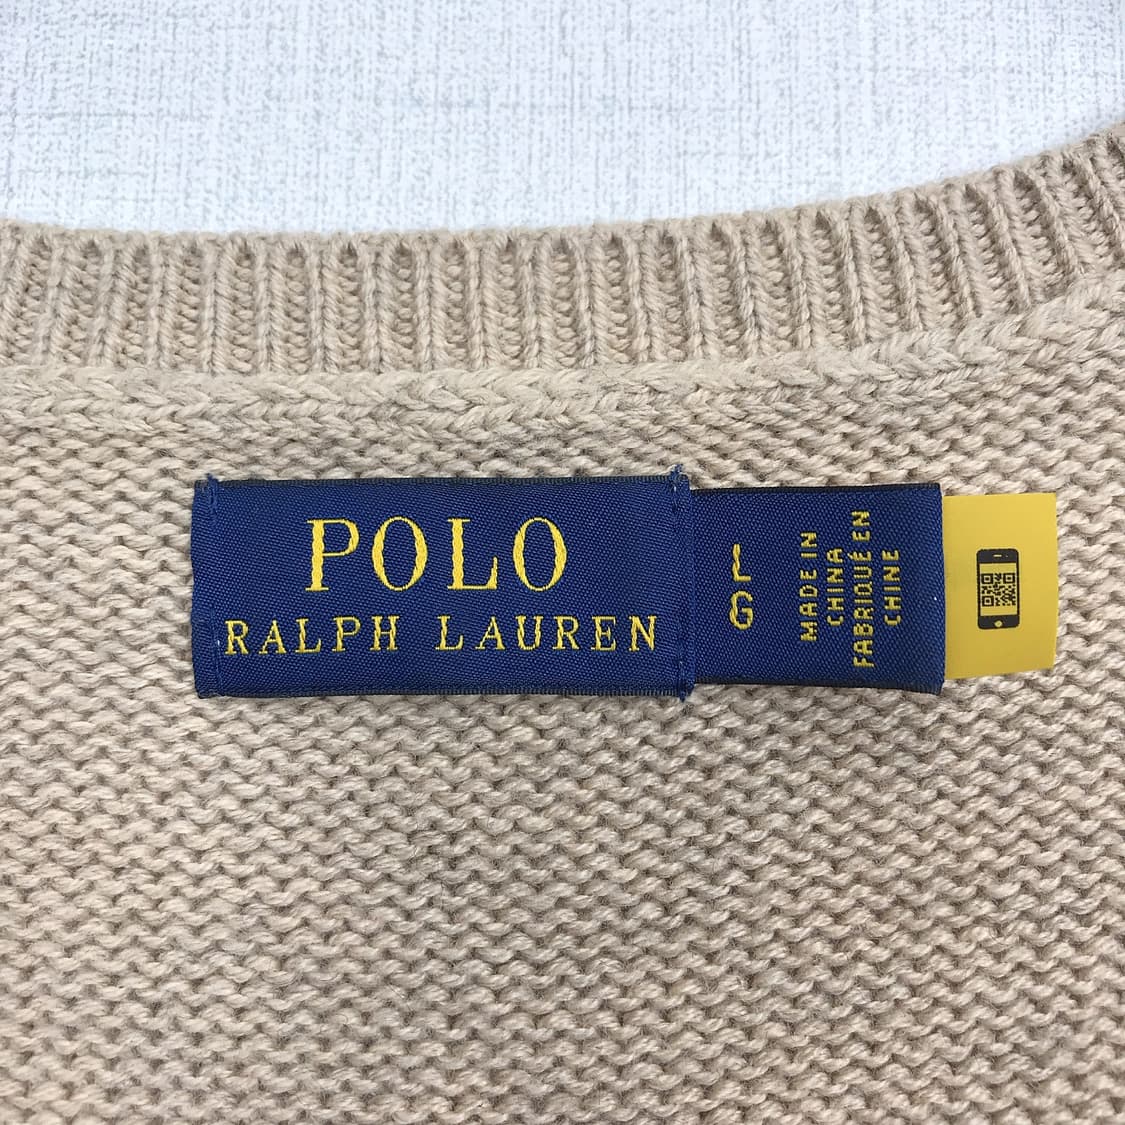 POLO
RALPH LAUREN
L
G
MADE IN
CHINA
FABRIQUÉ EN
CHINE